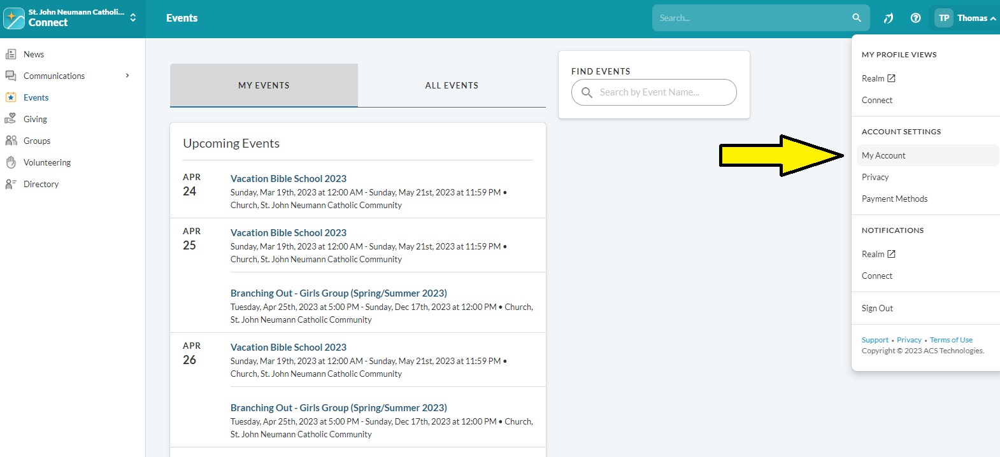 St. John Neumann Catholi...
Connect
Events
Search...
TP
Thomas
News
Communications
Events
Giving
Groups
Volunteering
Directory
MY EVENTS
ALL EVENTS
Upcoming Events
APR
24
Vacation Bible School 2023
Sunday, Mar 19th, 2023 at 12:00 AM - Sunday, May 21st, 2023 at 11:59 PM •
Church, St. John Neumann Catholic Community
APR
25
Vacation Bible School 2023
Sunday, Mar 19th, 2023 at 12:00 AM - Sunday, May 21st, 2023 at 11:59 PM •
Church, St. John Neumann Catholic Community
Branching Out - Girls Group (Spring/Summer 2023)
Tuesday, Apr 25th, 2023 at 5:00 PM - Sunday, Dec 17th, 2023 at 12:00 PM • Church,
St. John Neumann Catholic Community
APR
26
Vacation Bible School 2023
Sunday, Mar 19th, 2023 at 12:00 AM - Sunday, May 21st, 2023 at 11:59 PM •
Church, St. John Neumann Catholic Community
Branching Out - Girls Group (Spring/Summer 2023)
Tuesday, Apr 25th, 2023 at 5:00 PM - Sunday, Dec 17th, 2023 at 12:00 PM • Church,
St. John Neumann Catholic Community
FIND EVENTS
Search by Event Name...
MY PROFILE VIEWS
Realm
Connect
ACCOUNT SETTINGS
My Account
Privacy
Payment Methods
NOTIFICATIONS
Realm
Connect
Sign Out
Support • Privacy • Terms of Use
Copyright © 2023 ACS Technologies.